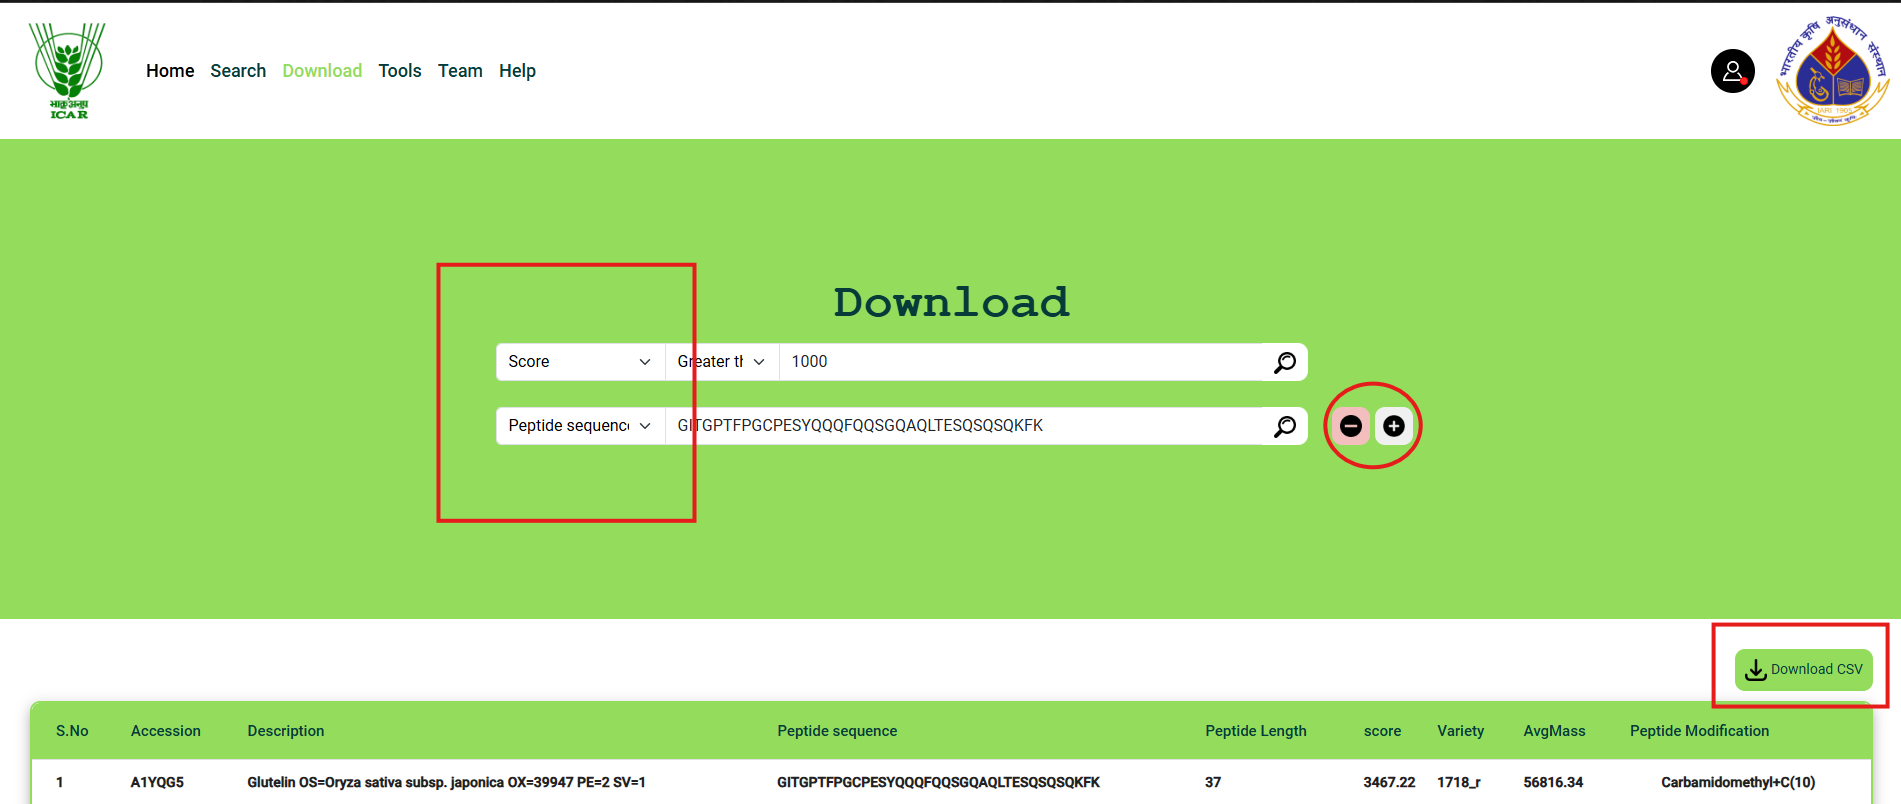 भाकृअनुप
ICAR
Home Search Download Tools Team Help
भारतीय कृषि अनुसंधान संस्थान
IARI 1905
Download
Score Greater th 1000
Peptide sequenc GITGPTFPGCPESYQQQFQQSGQAQLTESQSQSQKFK
Download CSV
S.No Accession Description Peptide sequence Peptide Length score Variety AvgMass Peptide Modification
1 A1YQG5 Glutelin OS=Oryza sativa subsp. japonica OX=39947 PE=2 SV=1 GITGPTFPGCPESYQQQFQQSGQAQLTESQSQSQKFK 37 3467.22 1718_r 56816.34 Carbamidomethyl+C(10)